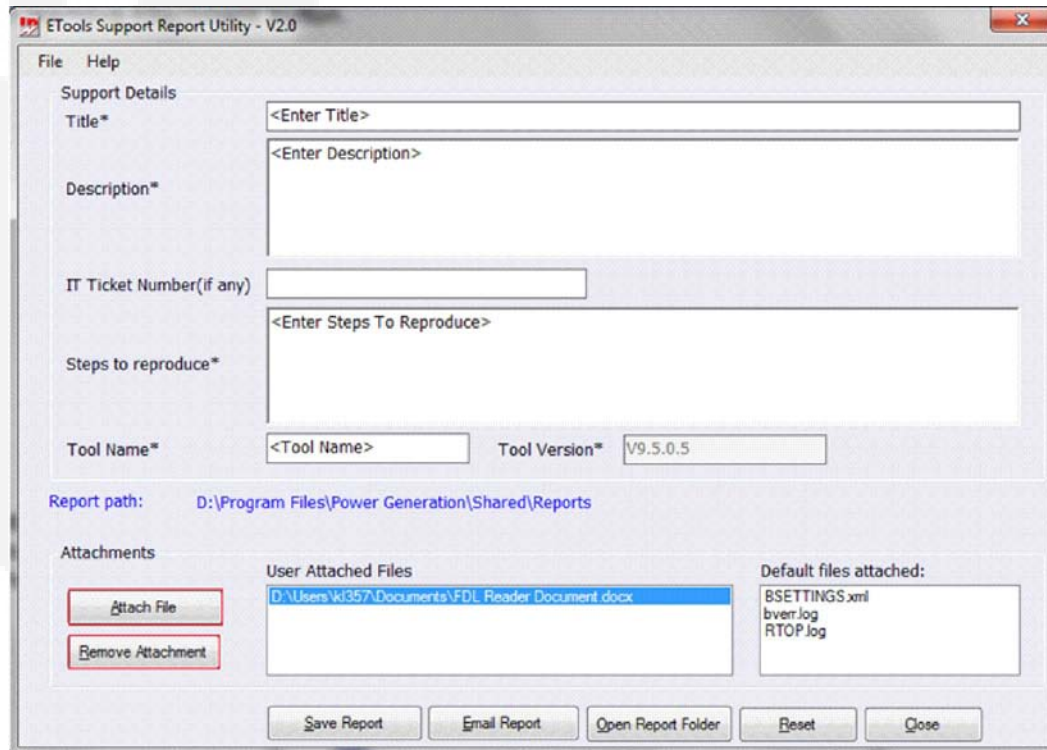 ETools Support Report Utility - V2.0
File Help
Support Details
Title*
<Enter Title>
Description*
<Enter Description>
IT Ticket Number(if any)
Steps to reproduce*
<Enter Steps To Reproduce>
Tool Name*
<Tool Name>
Tool Version*
V9.5.0.5
Report path: D:\Program Files\Power Generation\Shared\Reports
Attachments
Attach File
Remove Attachment
User Attached Files
D:\Users\kl357\Documents\FDL Reader Document.docx
Default files attached:
BSETTINGS.xml
bverr.log
RTOP.log
Save Report
Email Report
Open Report Folder
Reset
Close